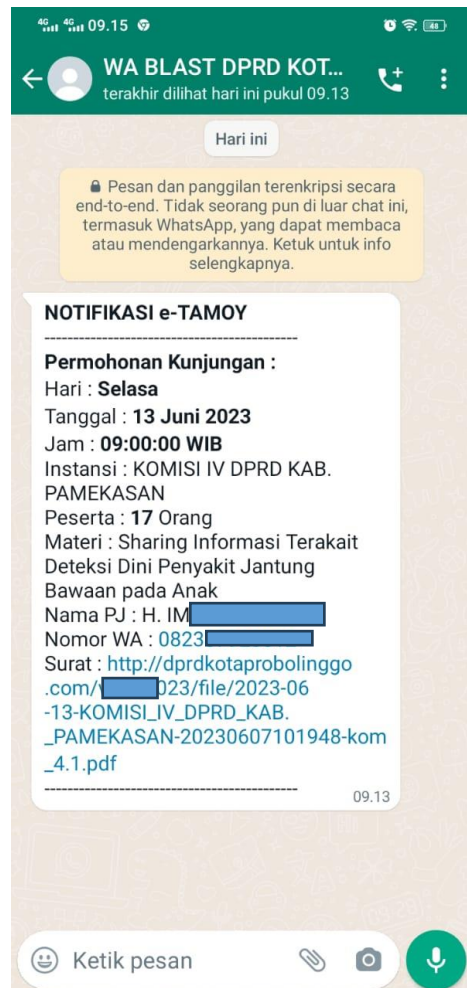 4G 4G 09.15 48
WA BLAST DPRD KOT...
terakhir dilihat hari ini pukul 09.13
Hari ini
Pesan dan panggilan terenkripsi secara
end-to-end. Tidak seorang pun di luar chat ini,
termasuk WhatsApp, yang dapat membaca
atau mendengarkannya. Ketuk untuk info
selengkapnya.
NOTIFIKASI e-TAMOY
-------------------------------------------
Permohonan Kunjungan :
Hari : Selasa
Tanggal : 13 Juni 2023
Jam : 09:00:00 WIB
Instansi : KOMISI IV DPRD KAB.
PAMEKASAN
Peserta : 17 Orang
Materi : Sharing Informasi Terakait
Deteksi Dini Penyakit Jantung
Bawaan pada Anak
Nama PJ : H. IM
Nomor WA : 0823
Surat : http://dprdkotaprobolinggo
.com/ 023/file/2023-06
-13-KOMISI_IV_DPRD_KAB.
_PAMEKASAN-20230607101948-kom
_4.1.pdf
-------------------------------------------
09.13
Ketik pesan